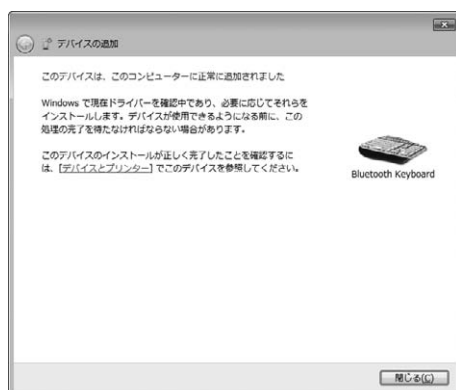 デバイスの追加
このデバイスは、このコンピューターに正常に追加されました
Windows で現在ドライバーを確認中であり、必要に応じてそれらを
インストールします。デバイスが使用できるようになる前に、この
処理の完了を待たなければならない場合があります。
このデバイスのインストールが正しく完了したことを確認するに
は、[デバイスとプリンター] でこのデバイスを参照してください。
Bluetooth Keyboard
閉じる(C)